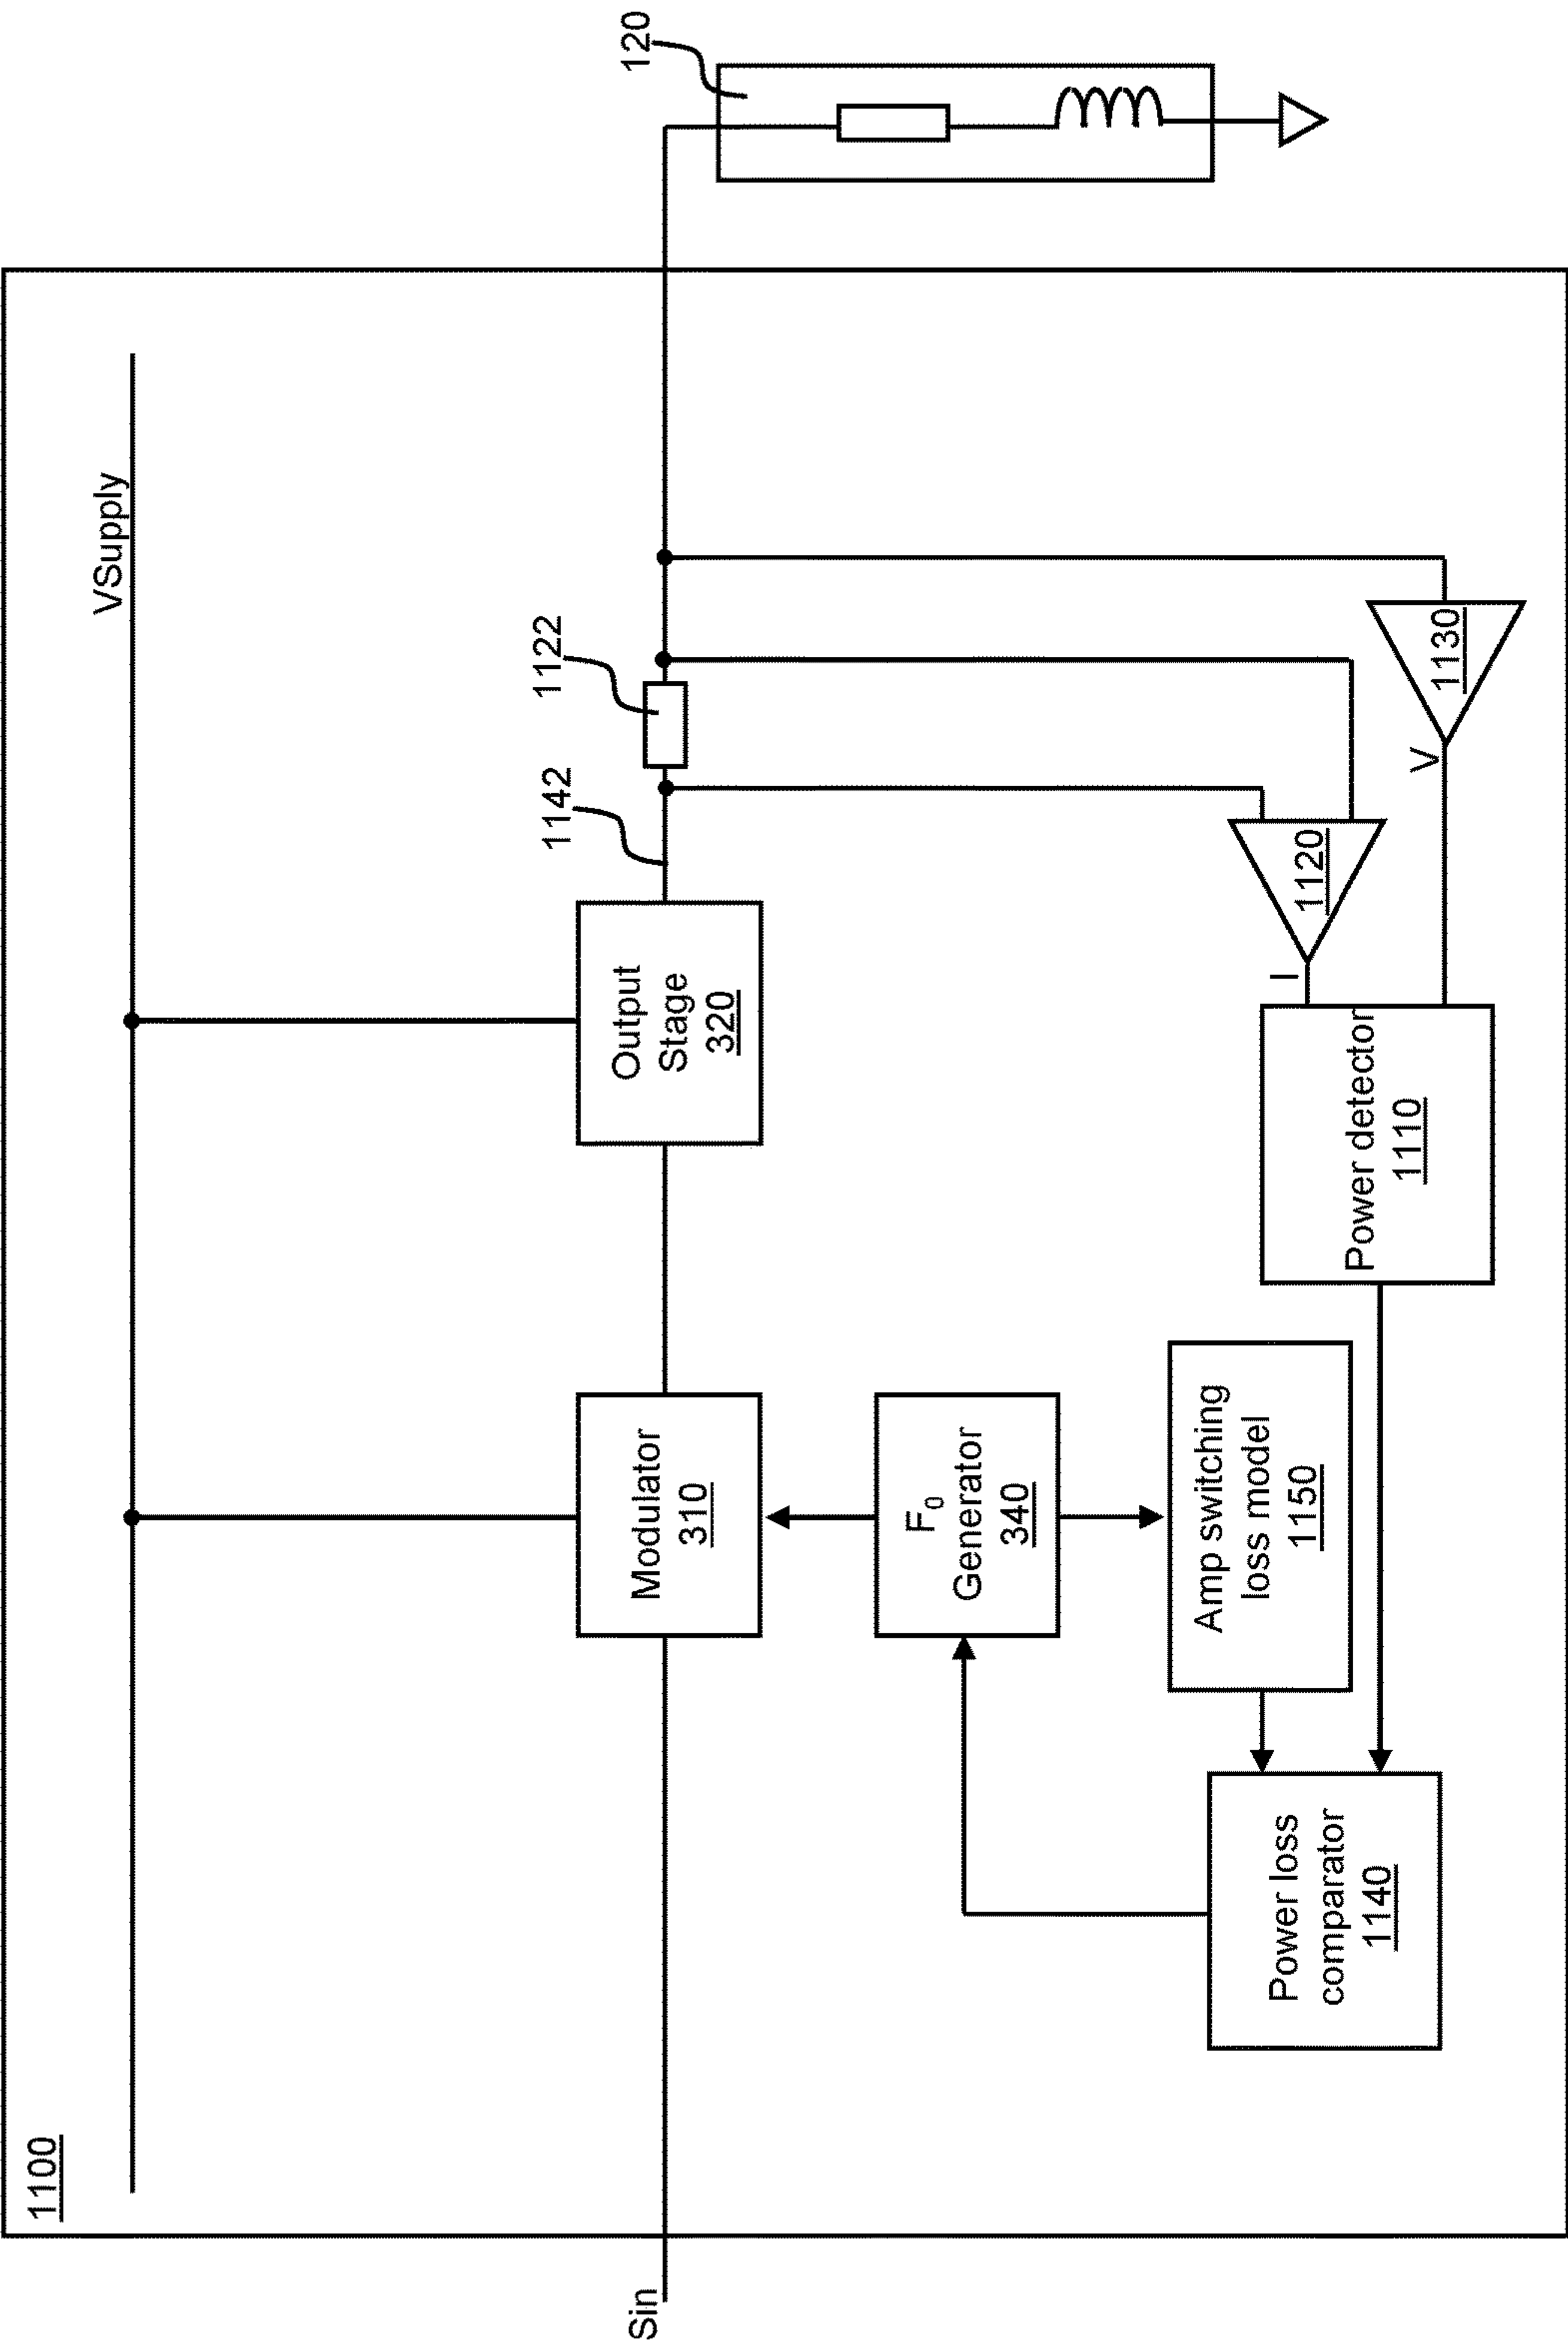 1100
VSupply
120
1122
1142
Sin
Modulator
310
Output
Stage
320
F₀
Generator
340
Amp switching
loss model
1150
Power loss
comparator
1140
Power detector
1110
I
1120
V
1130